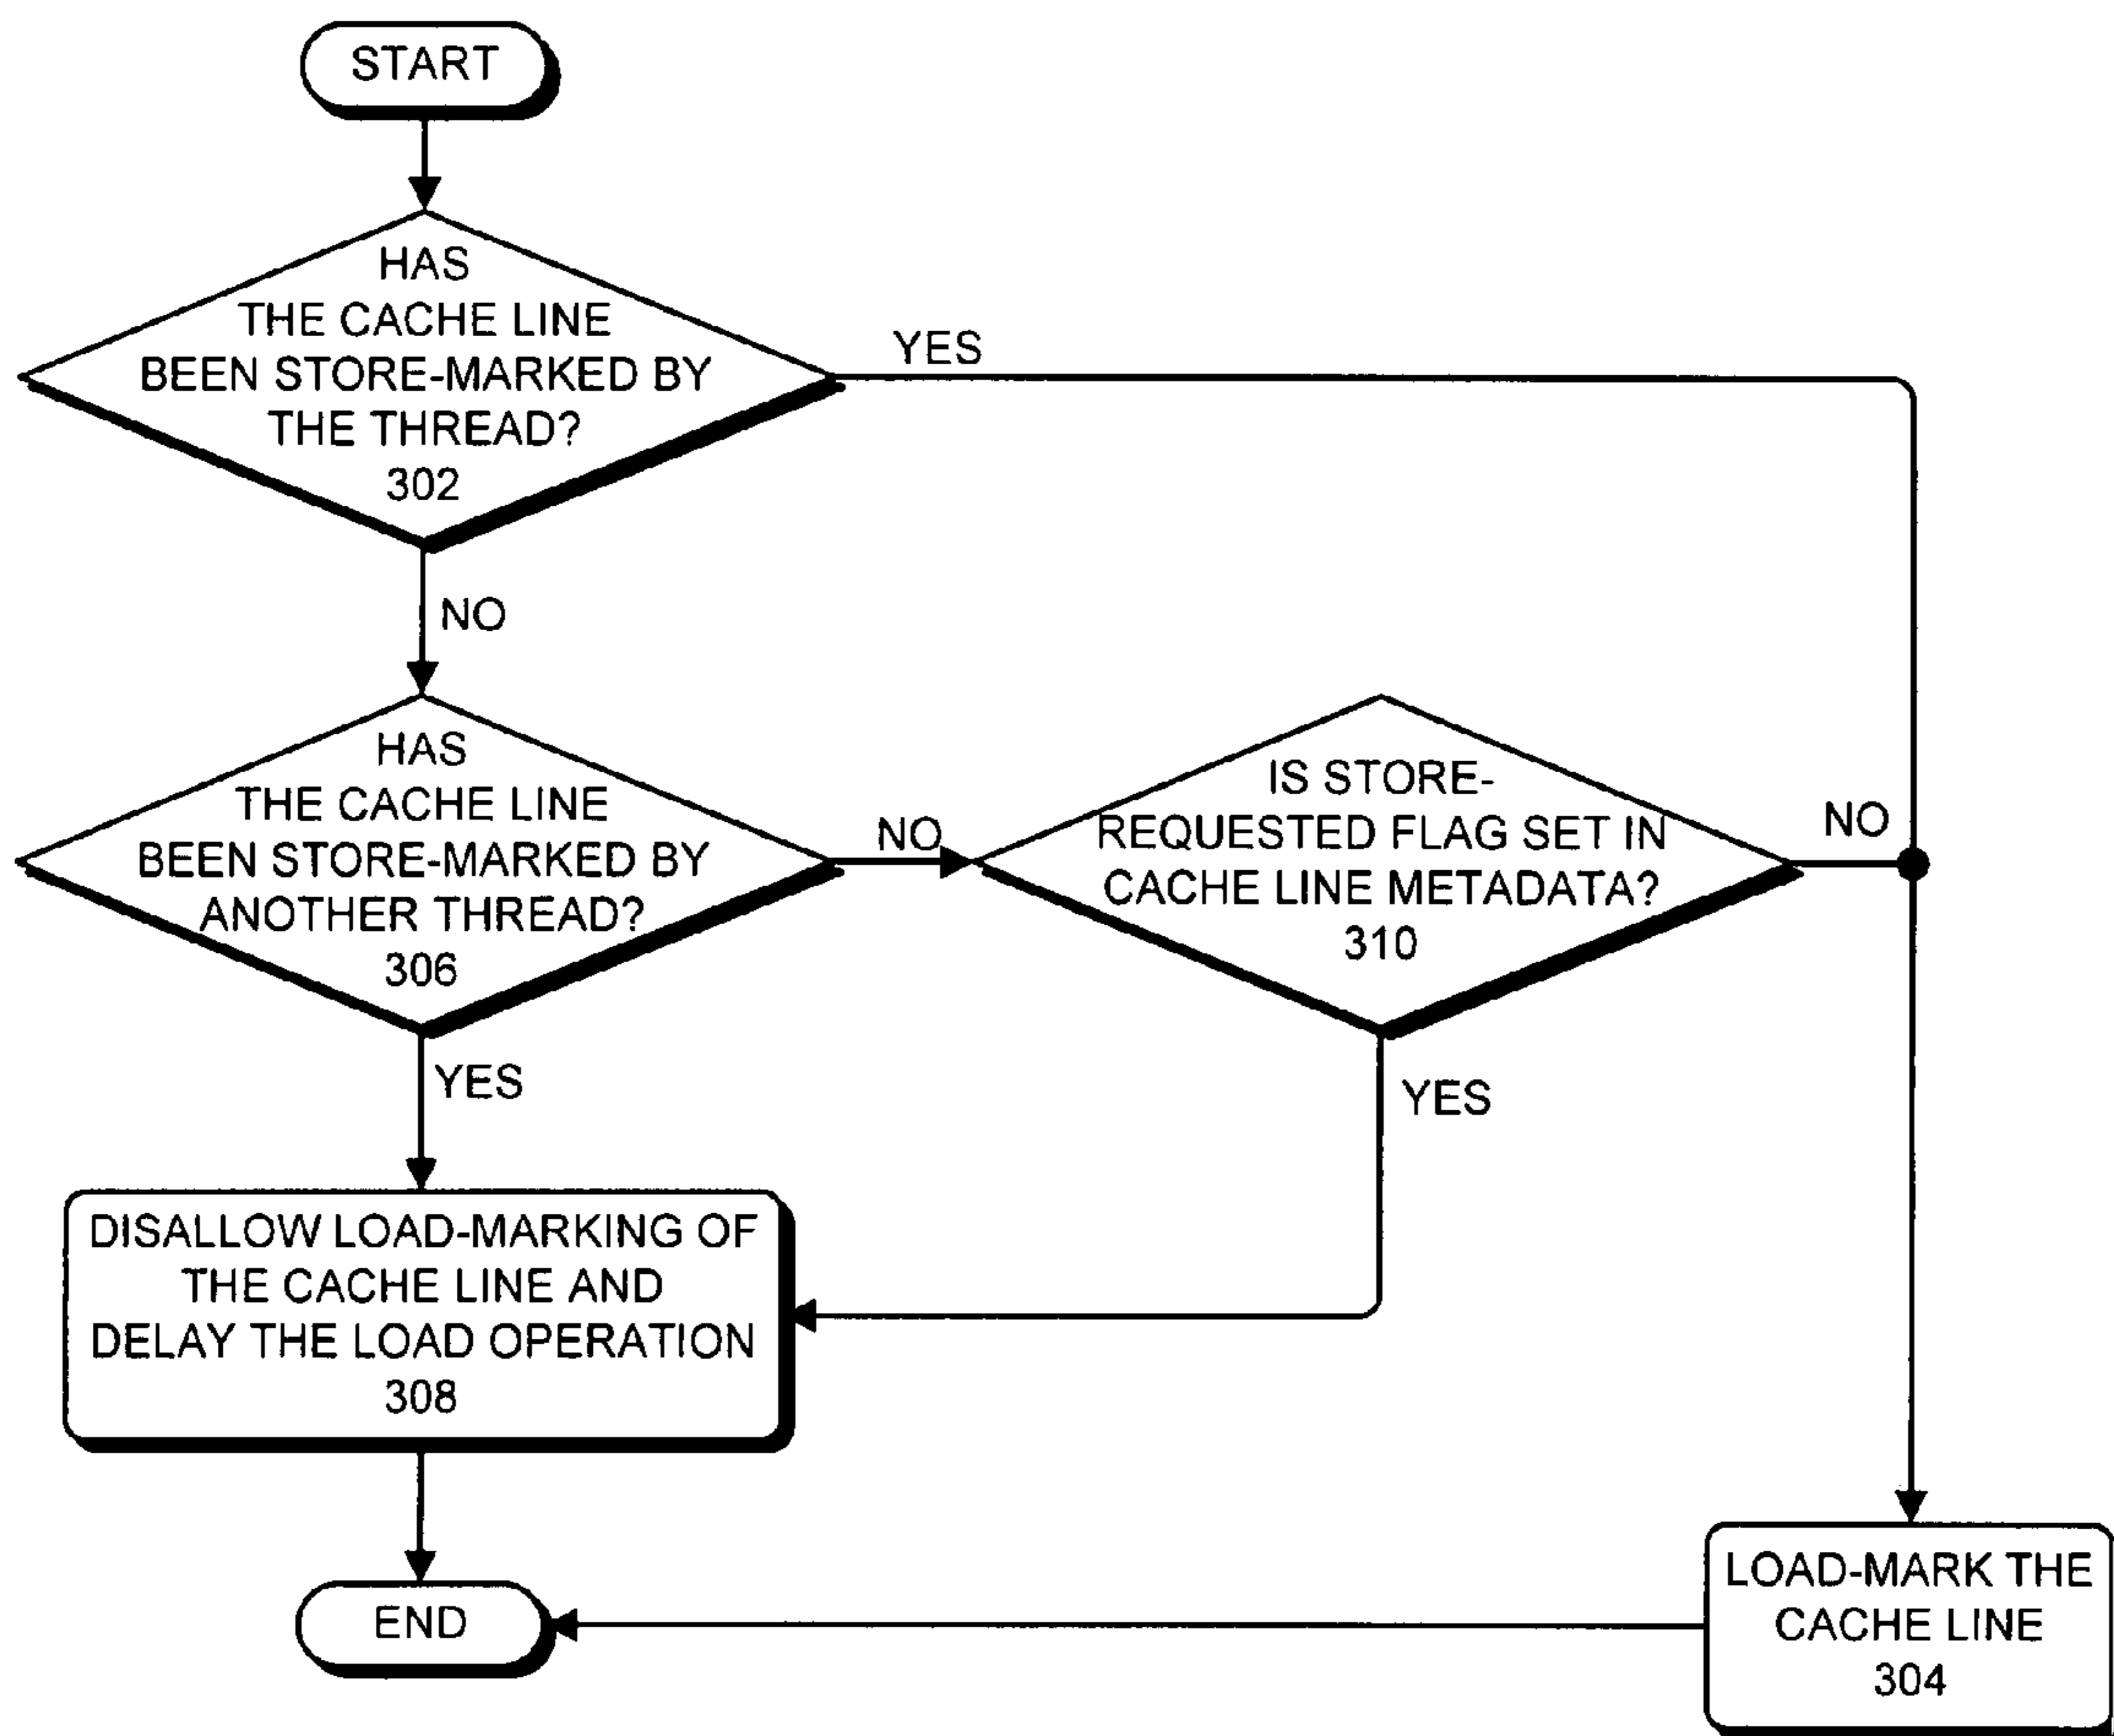 START
HAS
THE CACHE LINE
BEEN STORE-MARKED BY
THE THREAD?
302
YES
NO
HAS
THE CACHE LINE
BEEN STORE-MARKED BY
ANOTHER THREAD?
306
NO
IS STORE-
REQUESTED FLAG SET IN
CACHE LINE METADATA?
310
NO
YES
YES
DISALLOW LOAD-MARKING OF
THE CACHE LINE AND
DELAY THE LOAD OPERATION
308
END
LOAD-MARK THE
CACHE LINE
304